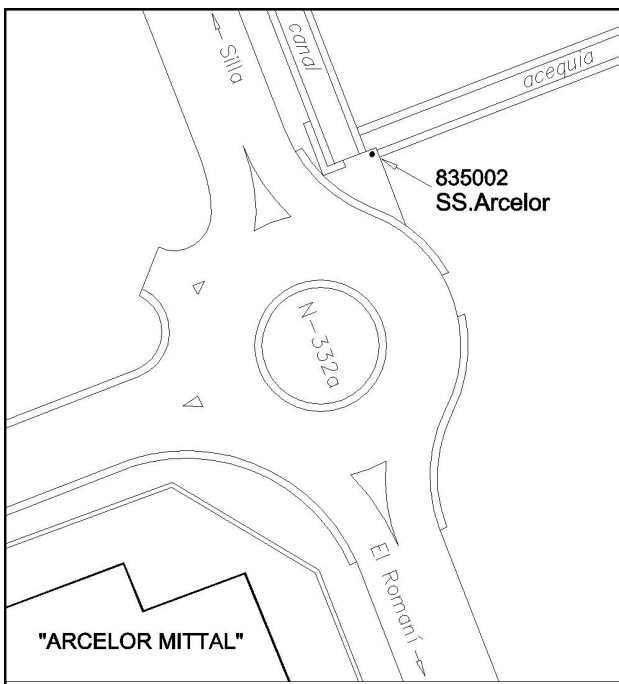 ← Silla
canal
acequia
835002
SS.Arcelor
N-332a
El Romaní →
"ARCELOR MITTAL"